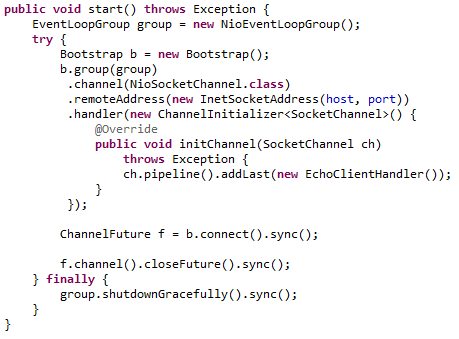 public void start() throws Exception {
    EventLoopGroup group = new NioEventLoopGroup();
    try {
        Bootstrap b = new Bootstrap();
        b.group(group)
         .channel(NioSocketChannel.class)
         .remoteAddress(new InetSocketAddress(host, port))
         .handler(new ChannelInitializer<SocketChannel>() {
             @Override
             public void initChannel(SocketChannel ch)
                 throws Exception {
                 ch.pipeline().addLast(new EchoClientHandler());
             }
         });

        ChannelFuture f = b.connect().sync();

        f.channel().closeFuture().sync();
    } finally {
        group.shutdownGracefully().sync();
    }
}